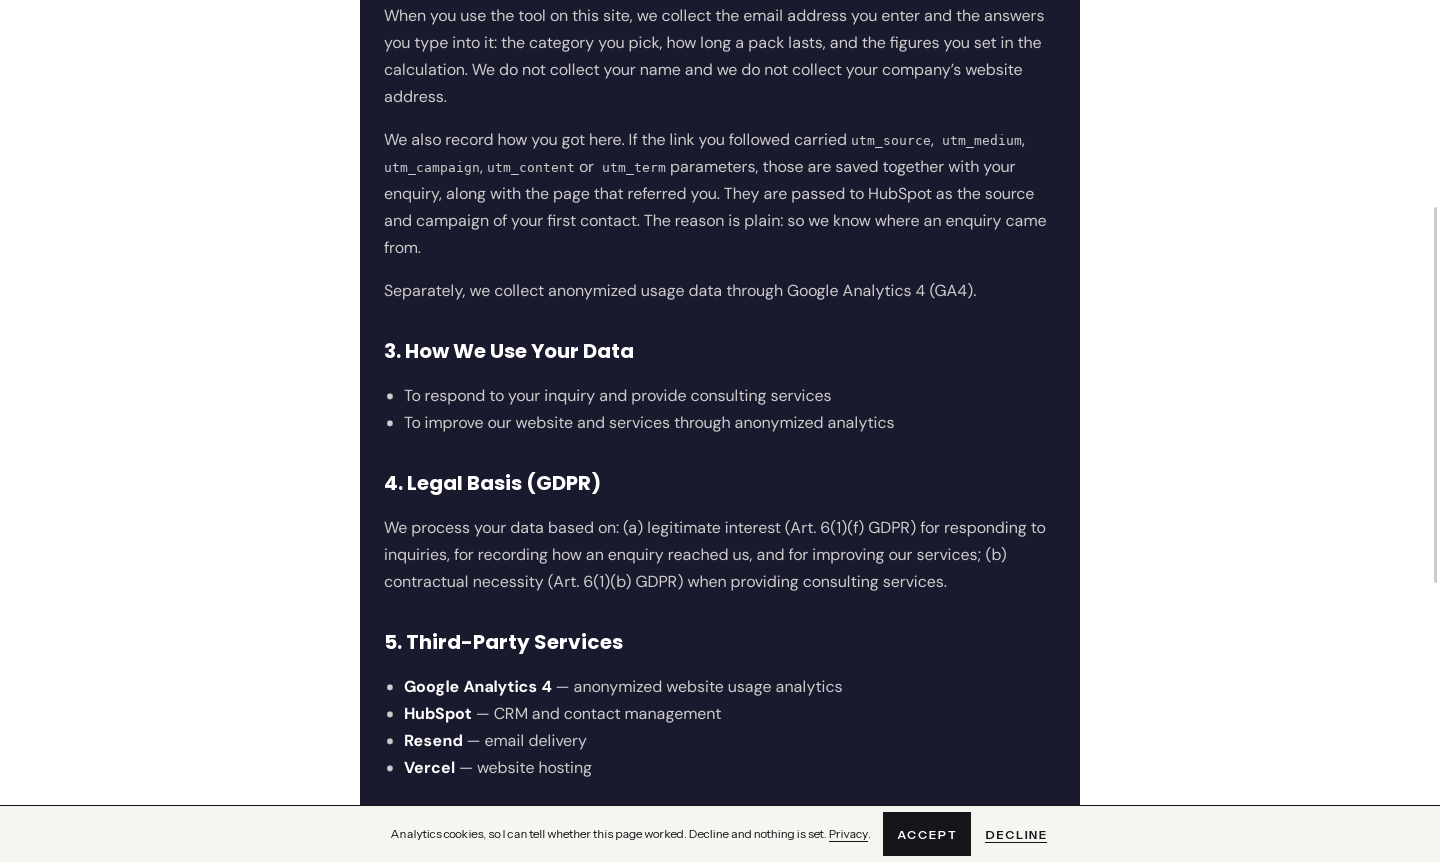 When you use the tool on this site, we collect the email address you enter and the answers
you type into it: the category you pick, how long a pack lasts, and the figures you set in the
calculation. We do not collect your name and we do not collect your company’s website
address.
We also record how you got here. If the link you followed carried utm_source, utm_medium,
utm_campaign, utm_content or utm_term parameters, those are saved together with your
enquiry, along with the page that referred you. They are passed to HubSpot as the source
and campaign of your first contact. The reason is plain: so we know where an enquiry came
from.
Separately, we collect anonymized usage data through Google Analytics 4 (GA4).
3. How We Use Your Data
• To respond to your inquiry and provide consulting services
• To improve our website and services through anonymized analytics
4. Legal Basis (GDPR)
We process your data based on: (a) legitimate interest (Art. 6(1)(f) GDPR) for responding to
inquiries, for recording how an enquiry reached us, and for improving our services; (b)
contractual necessity (Art. 6(1)(b) GDPR) when providing consulting services.
5. Third-Party Services
• Google Analytics 4 — anonymized website usage analytics
• HubSpot — CRM and contact management
• Resend — email delivery
• Vercel — website hosting
Analytics cookies, so I can tell whether this page worked. Decline and nothing is set. Privacy. ACCEPT DECLINE